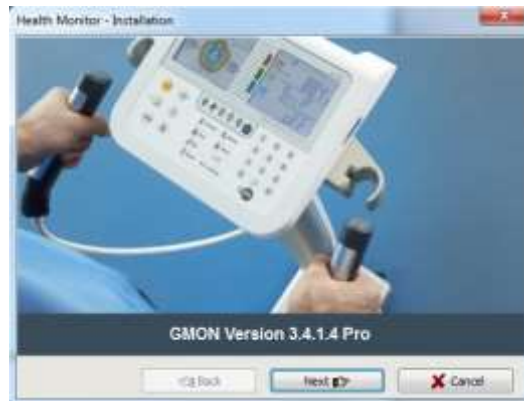 Health Monitor - Installation
GMON Version 3.4.1.4 Pro
Back
Next
Cancel